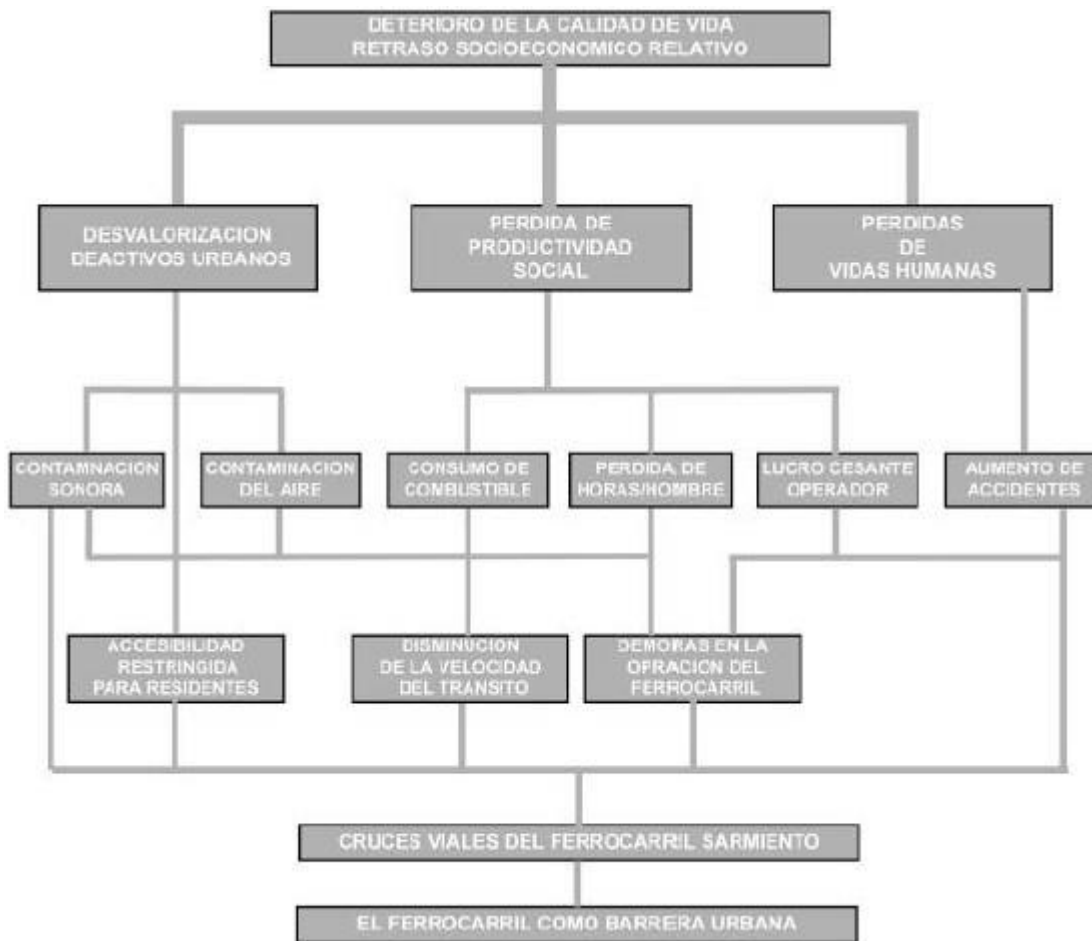 DETERIORO DE LA CALIDAD DE VIDA
RETRASO SOCIOECONOMICO RELATIVO
DESVALORIZACION
DEACTIVOS URBANOS
PERDIDA DE
PRODUCTIVIDAD
SOCIAL
PERDIDAS
DE
VIDAS HUMANAS
CONTAMNACION
SONORA
CONTAMINACION
DEL AIRE
CONSUMO DE
COMBUSTIBLE
PERDIDA DE
HORAS/HOMBRE
LUCRO CESANTE
OPERADOR
AUMENTO DE
ACCIDENTES
ACCESIBILIDAD
RESTRINGIDA
PARA RESIDENTES
DISMINUCION
DE LA VELOCIDAD
DEL TRANSITO
DEMORAS EN LA
OPRACION DEL
FERROCARRIL
CRUCES VIALES DEL FERROCARRIL SARMIENTO
EL FERROCARRIL COMO BARRERA URBANA